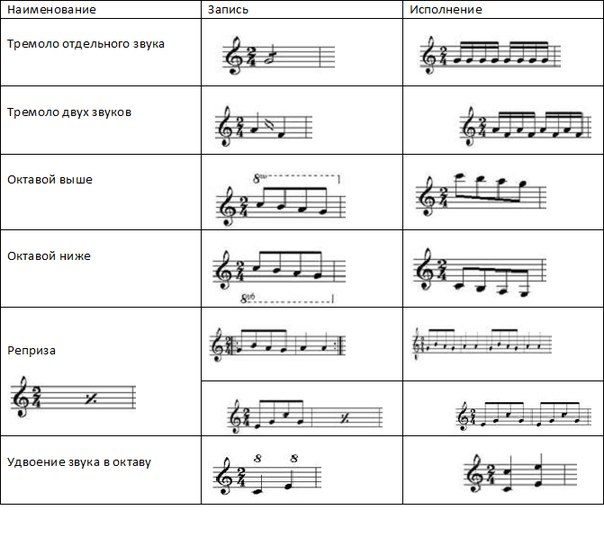 Наименование Запись Исполнение
Тремоло отдельного звука
Тремоло двух звуков
Октавой выше
8va
Октавой ниже
8vb
Реприза
Удвоение звука в октаву
8 8